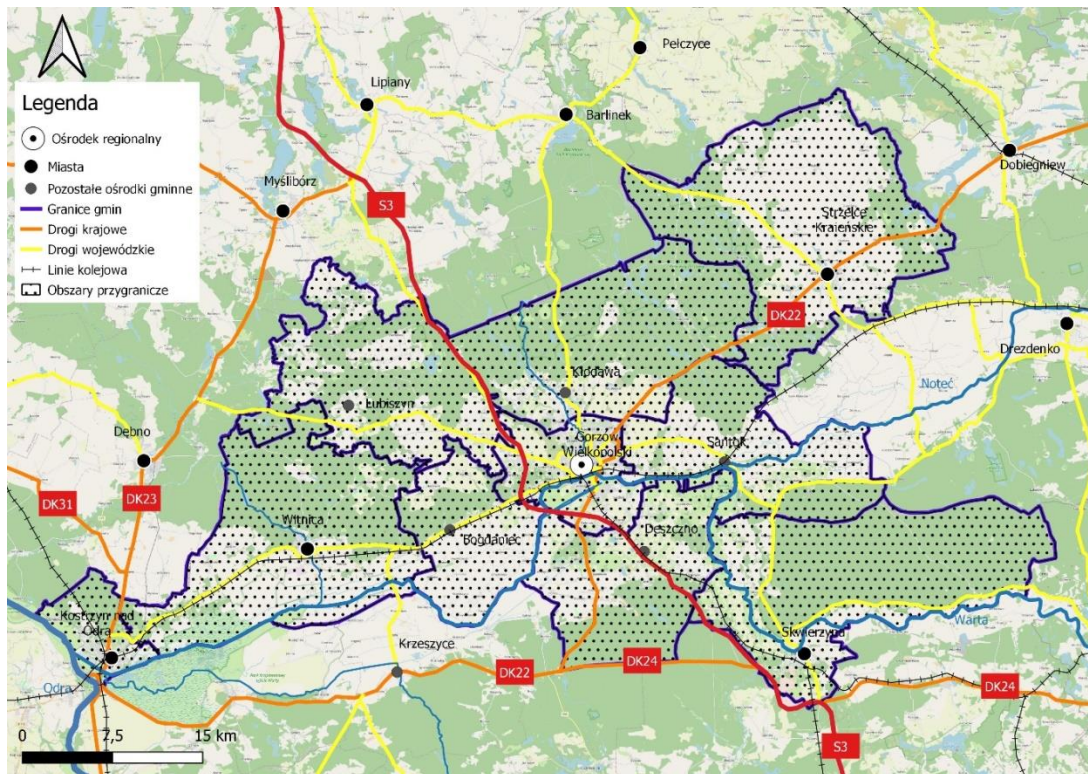 Pełczyce
Lipiany
Barlinek
Legenda
Ośrodek regionalny
Miasta
Pozostałe ośrodki gminne
Granice gmin
Drogi krajowe
Drogi wojewódzkie
Linie kolejowa
Obszary przygranicze
Dobiegniew
Myślibórz
S3
Strzelce
Krajeńskie
DK22
Drezdenko
Kłodawa
Noteć
Lubiszyn
Dębno
Gorzów
Wielkopolski
Santok
DK31
DK23
Witnica
Bogdaniec
Deszczno
Kostrzyn nad
Odrą
Krzeszyce
Skwierzyna
Warta
DK22
DK24
DK24
Odra
S3
0 7,5 15 km